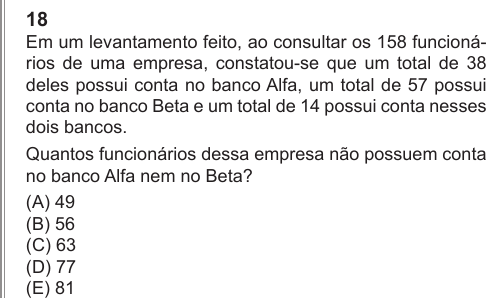 18
Em um levantamento feito, ao consultar os 158 funcioná-
rios de uma empresa, constatou-se que um total de 38
deles possui conta no banco Alfa, um total de 57 possui
conta no banco Beta e um total de 14 possui conta nesses
dois bancos.
Quantos funcionários dessa empresa não possuem conta
no banco Alfa nem no Beta?
(A) 49
(B) 56
(C) 63
(D) 77
(E) 81